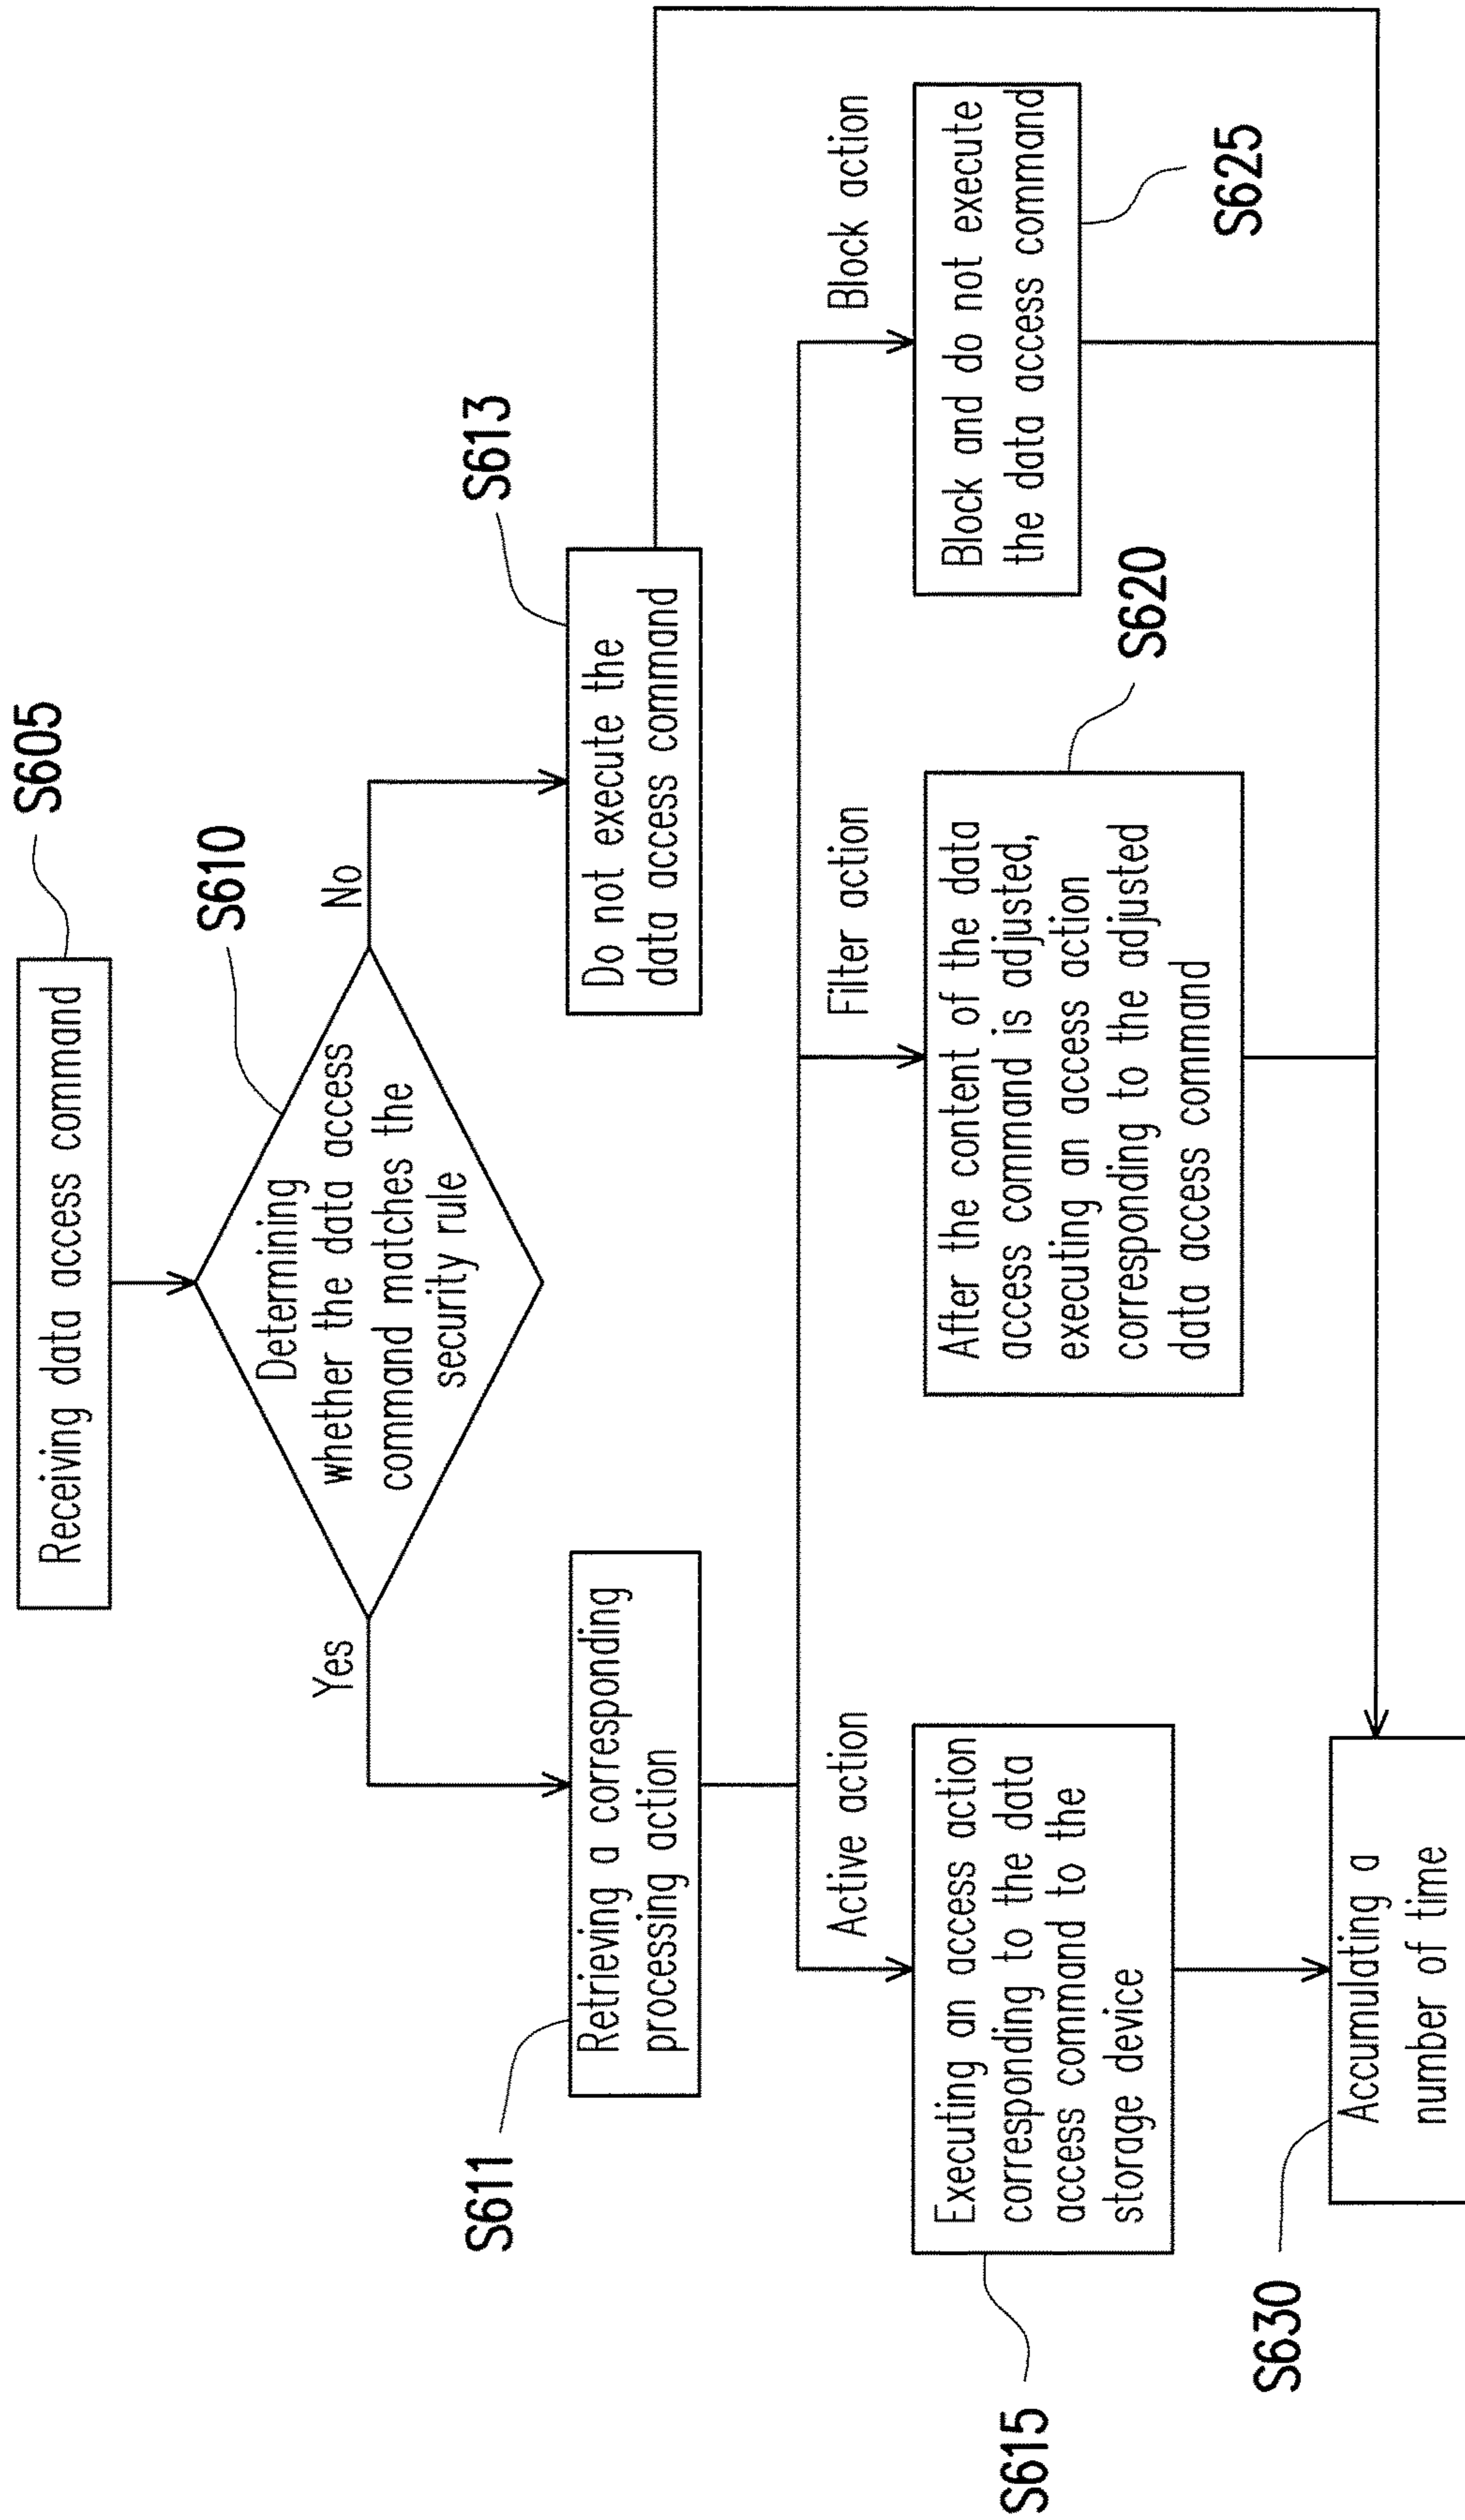 S605
Receiving data access command
S610
Determining
whether the data access
command matches the
security rule
Yes
No
S611
Retrieving a corresponding
processing action
S613
Do not execute the
data access command
Active action
Filter action
Block action
S615
Executing an access action
corresponding to the data
access command to the
storage device
After the content of the data
access command is adjusted,
executing an access action
corresponding to the adjusted
data access command
S620
Block and do not execute
the data access command
S625
S630
Accumulating a
number of time